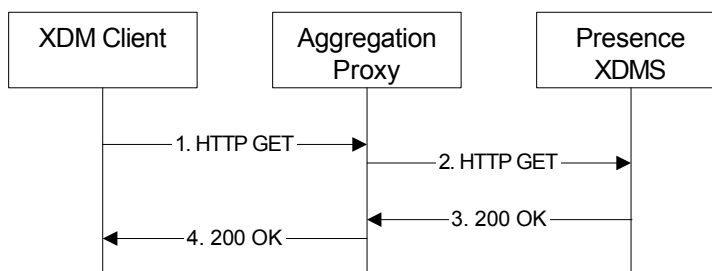 XDM Client
Aggregation
Proxy
Presence
XDMS
1. HTTP GET
2. HTTP GET
3. 200 OK
4. 200 OK